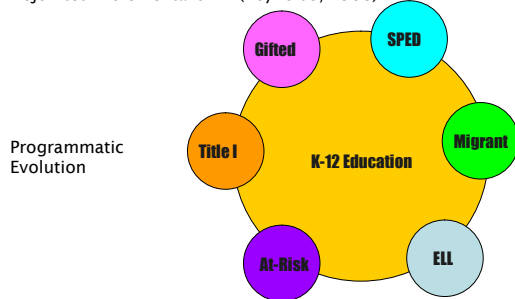 Gifted
SPED
Title I
Migrant
Programmatic
Evolution
K-12 Education
At-Risk
ELL